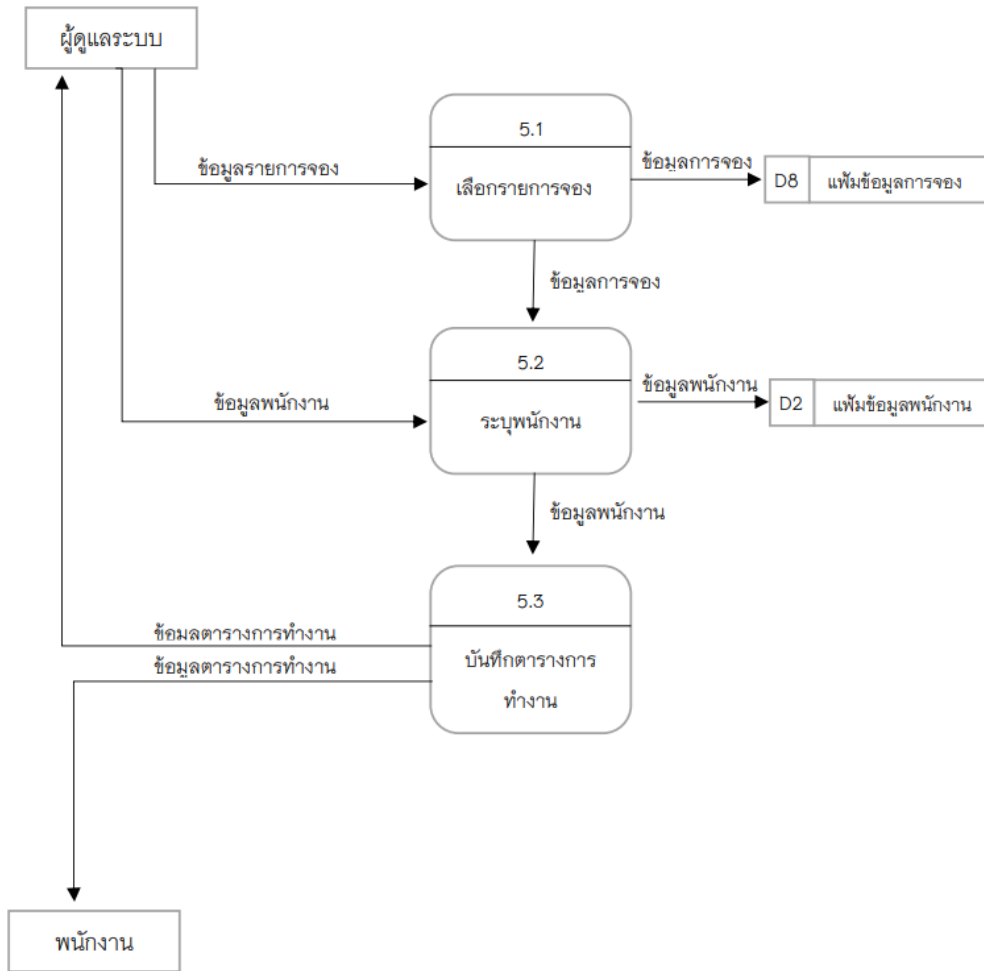 ผู้ดูแลระบบ
5.1
ข้อมูลรายการจอง
เลือกรายการจอง
ข้อมูลการจอง
D8 แฟ้มข้อมูลการจอง
ข้อมูลการจอง
5.2
ข้อมูลพนักงาน
ระบุพนักงาน
ข้อมูลพนักงาน
D2 แฟ้มข้อมูลพนักงาน
ข้อมูลพนักงาน
5.3
ข้อมูลตารางการทำงาน
ข้อมูลตารางการทำงาน
บันทึกตารางการ
ทำงาน
พนักงาน